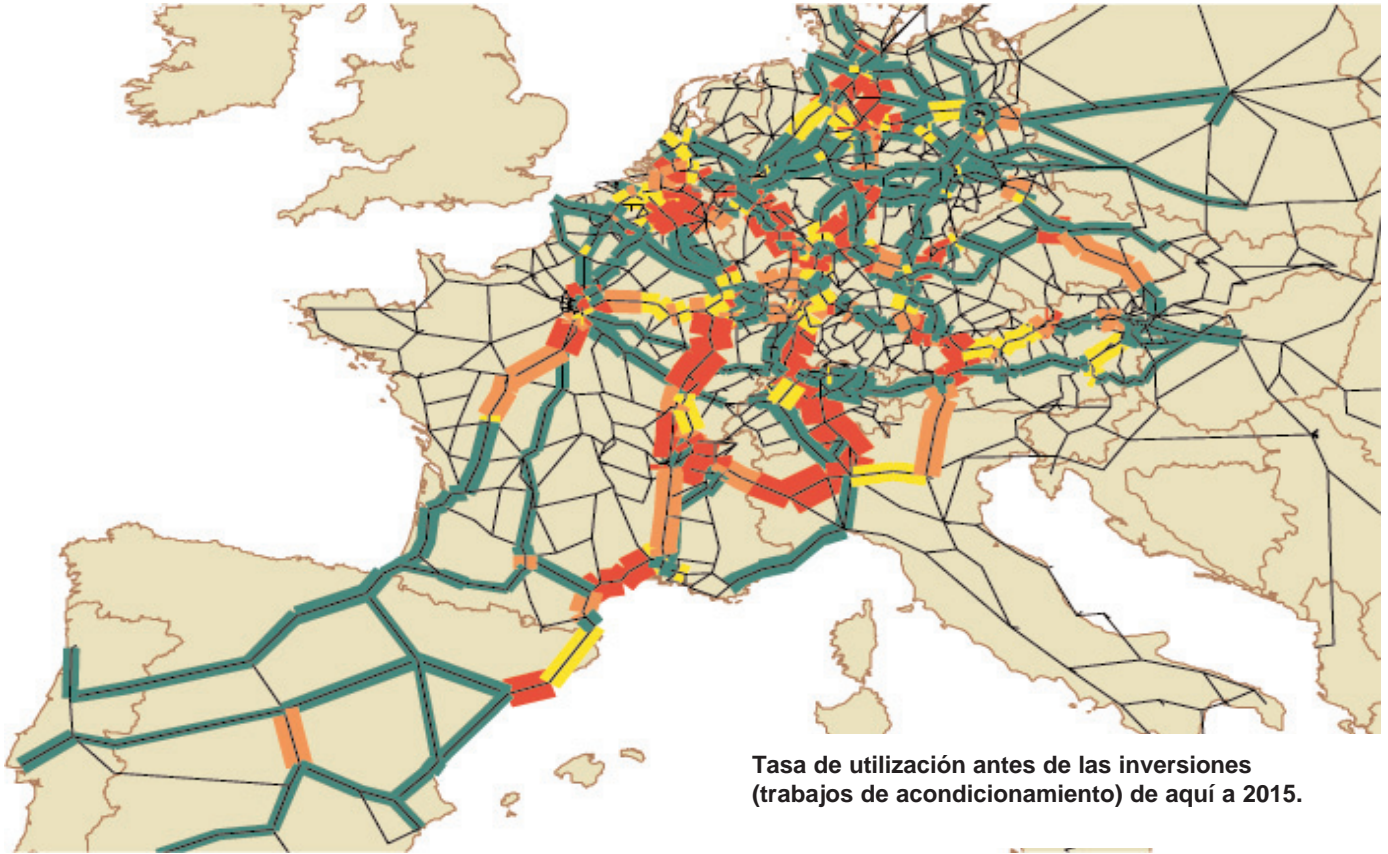 Tasa de utilización antes de las inversiones
(trabajos de acondicionamiento) de aquí a 2015.